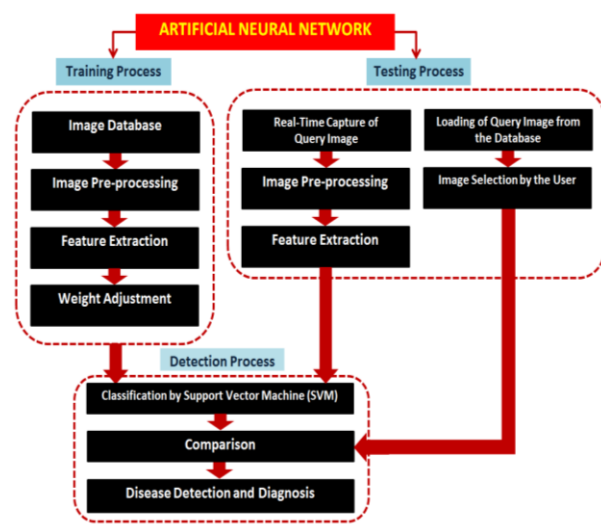 ARTIFICIAL NEURAL NETWORK
Training Process
Testing Process
Image Database
Image Pre-processing
Feature Extraction
Weight Adjustment
Real-Time Capture of
Query Image
Image Pre-processing
Feature Extraction
Loading of Query Image from
the Database
Image Selection by the User
Detection Process
Classification by Support Vector Machine (SVM)
Comparison
Disease Detection and Diagnosis